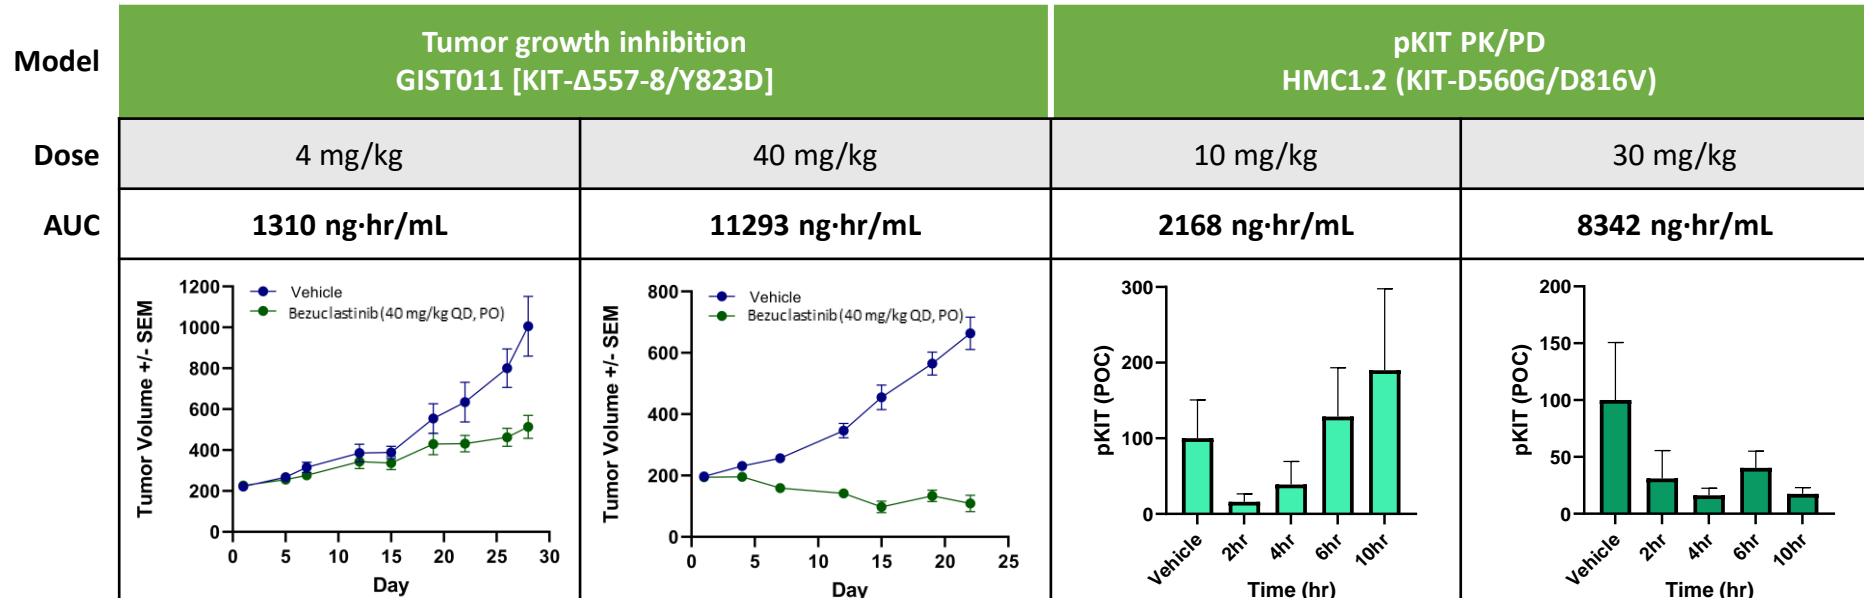 Model
Tumor growth inhibition
GIST011 [KIT-Δ557-8/Y823D]
pKIT PK/PD
HMC1.2 (KIT-D560G/D816V)
Dose
4 mg/kg
40 mg/kg
10 mg/kg
30 mg/kg
AUC
1310 ng·hr/mL
11293 ng·hr/mL
2168 ng·hr/mL
8342 ng·hr/mL
Tumor Volume +/- SEM
1200
1000
800
600
400
200
0
Vehicle
Bezuclastinib (40 mg/kg QD, PO)
0 5 10 15 20 25 30
Day
Tumor Volume +/- SEM
800
600
400
200
0
Vehicle
Bezuclastinib (40 mg/kg QD, PO)
0 5 10 15 20 25
Day
pKIT (POC)
300
200
100
0
Vehicle 2hr 4hr 6hr 10hr
Time (hr)
pKIT (POC)
200
150
100
50
0
Vehicle 2hr 4hr 6hr 10hr
Time (hr)